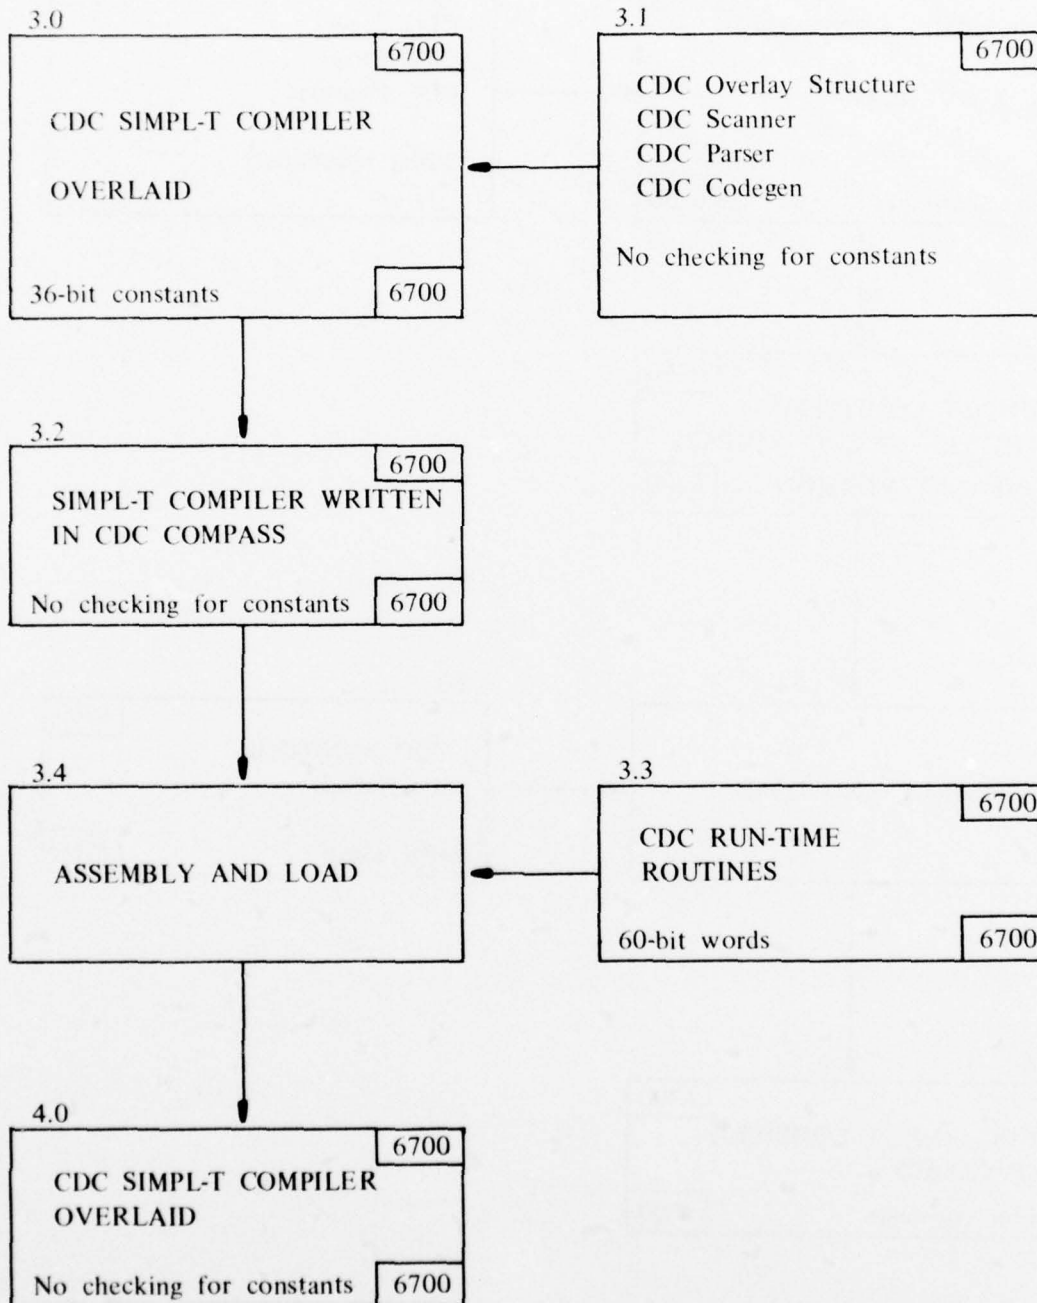 3.0
6700
CDC SIMPL-T COMPILER
OVERLAID
36-bit constants
6700
3.1
6700
CDC Overlay Structure
CDC Scanner
CDC Parser
CDC Codegen
No checking for constants
3.2
6700
SIMPL-T COMPILER WRITTEN
IN CDC COMPASS
No checking for constants
6700
3.4
ASSEMBLY AND LOAD
3.3
6700
CDC RUN-TIME
ROUTINES
60-bit words
6700
4.0
6700
CDC SIMPL-T COMPILER
OVERLAID
No checking for constants
6700